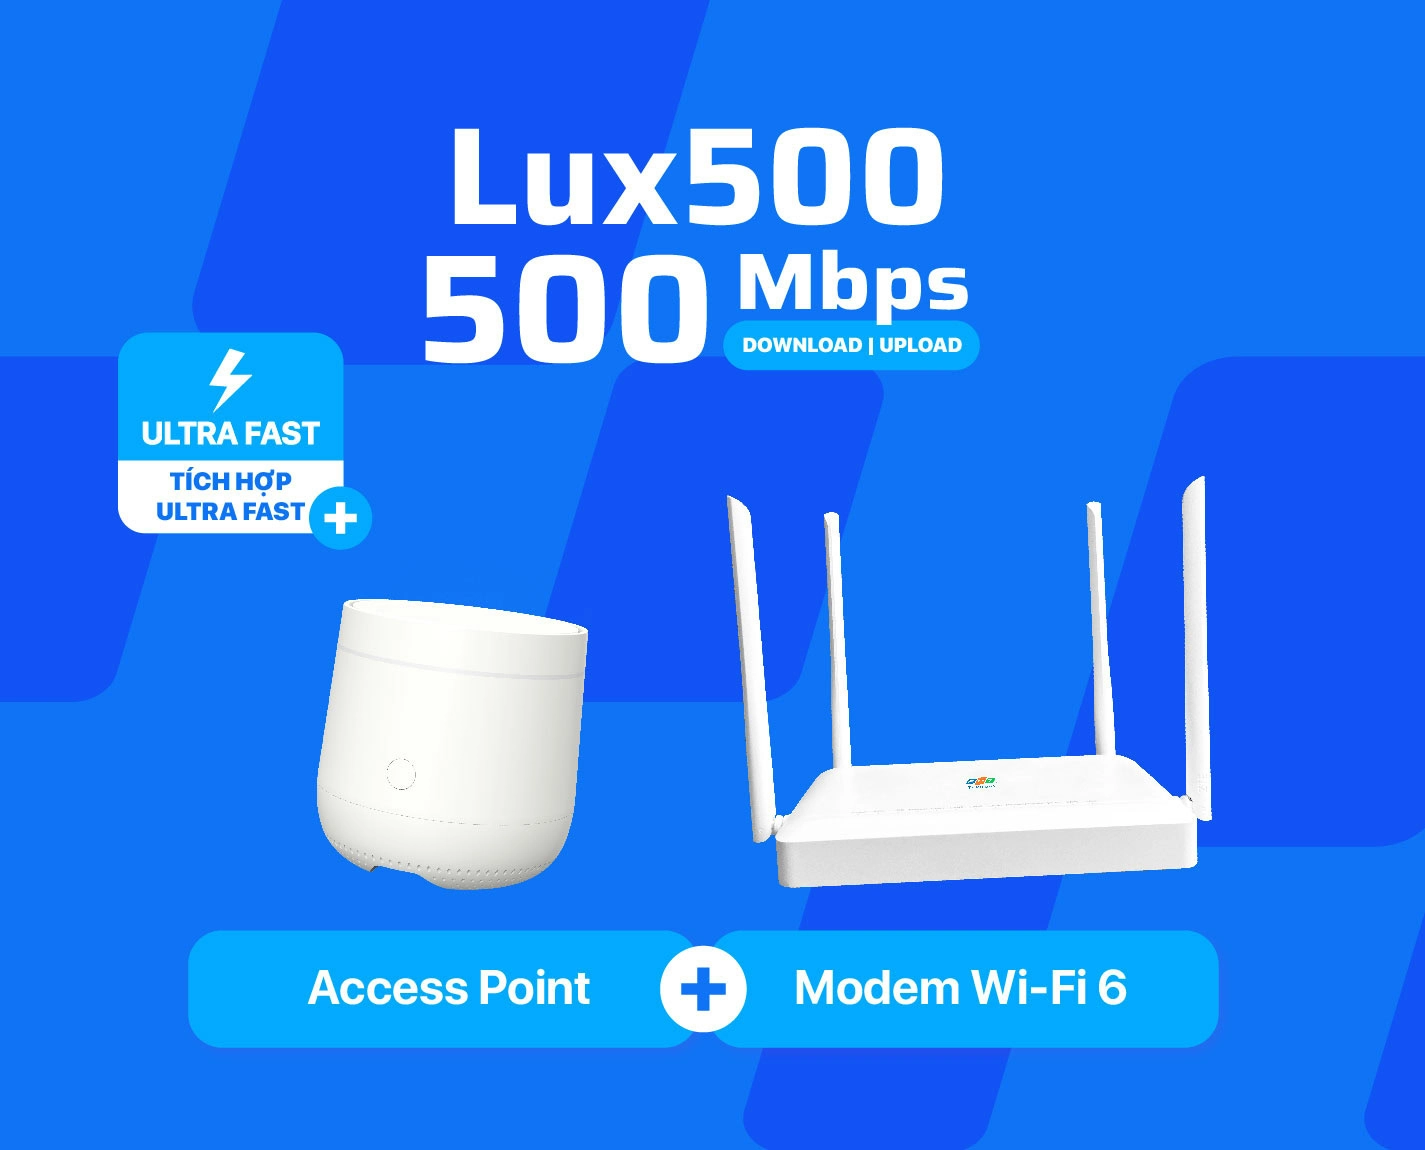 Lux500
500 Mbps
DOWNLOAD | UPLOAD
ULTRA FAST
TÍCH HỢP
ULTRA FAST
+
Access Point + Modem Wi-Fi 6